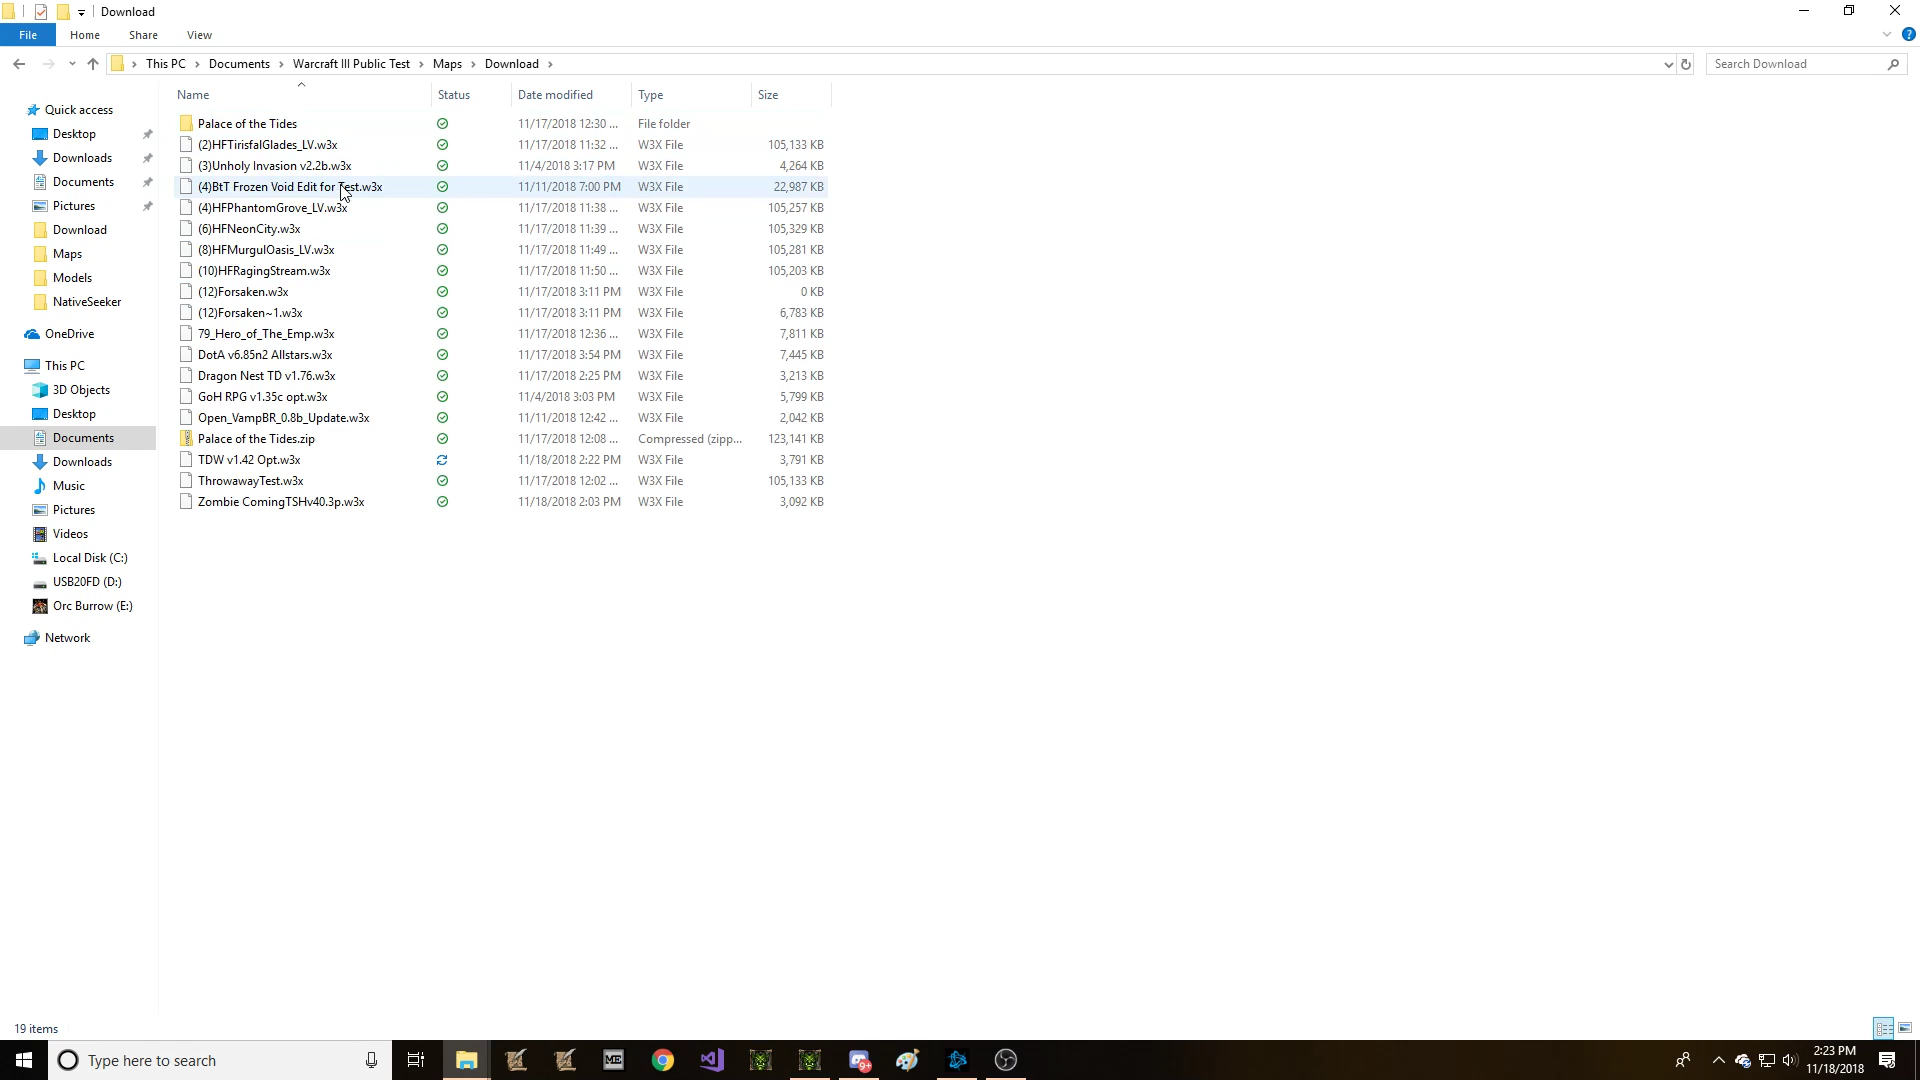 Download
File Home Share View
This PC Documents Warcraft III Public Test Maps Download Search Download
Name Status Date modified Type Size
Quick access
Desktop
Downloads
Documents
Pictures
Download
Maps
Models
NativeSeeker
OneDrive
This PC
3D Objects
Desktop
Documents
Downloads
Music
Pictures
Videos
Local Disk (C:)
USB20FD (D:)
Orc Burrow (E:)
Network
Palace of the Tides 11/17/2018 12:30 ... File folder
(2)HFTirisfalGlades_LV.w3x 11/17/2018 11:32 ... W3X File 105,133 KB
(3)Unholy Invasion v2.2b.w3x 11/4/2018 3:17 PM W3X File 4,264 KB
(4)BtT Frozen Void Edit for Test.w3x 11/11/2018 7:00 PM W3X File 22,987 KB
(4)HFPhantomGrove_LV.w3x 11/17/2018 11:38 ... W3X File 105,257 KB
(6)HFNeonCity.w3x 11/17/2018 11:39 ... W3X File 105,329 KB
(8)HFMurgulOasis_LV.w3x 11/17/2018 11:49 ... W3X File 105,281 KB
(10)HFRagingStream.w3x 11/17/2018 11:50 ... W3X File 105,203 KB
(12)Forsaken.w3x 11/17/2018 3:11 PM W3X File 0 KB
(12)Forsaken~1.w3x 11/17/2018 3:11 PM W3X File 6,783 KB
79_Hero_of_The_Emp.w3x 11/17/2018 12:36 ... W3X File 7,811 KB
DotA v6.85n2 Allstars.w3x 11/17/2018 3:54 PM W3X File 7,445 KB
Dragon Nest TD v1.76.w3x 11/17/2018 2:25 PM W3X File 3,213 KB
GoH RPG v1.35c opt.w3x 11/4/2018 3:03 PM W3X File 5,799 KB
Open_VampBR_0.8b_Update.w3x 11/11/2018 12:42 ... W3X File 2,042 KB
Palace of the Tides.zip 11/17/2018 12:08 ... Compressed (zipp... 123,141 KB
TDW v1.42 Opt.w3x 11/18/2018 2:22 PM W3X File 3,791 KB
ThrowawayTest.w3x 11/17/2018 12:02 ... W3X File 105,133 KB
Zombie ComingTSHv40.3p.w3x 11/18/2018 2:03 PM W3X File 3,092 KB
19 items
Type here to search ME 9+ 2:23 PM
11/18/2018